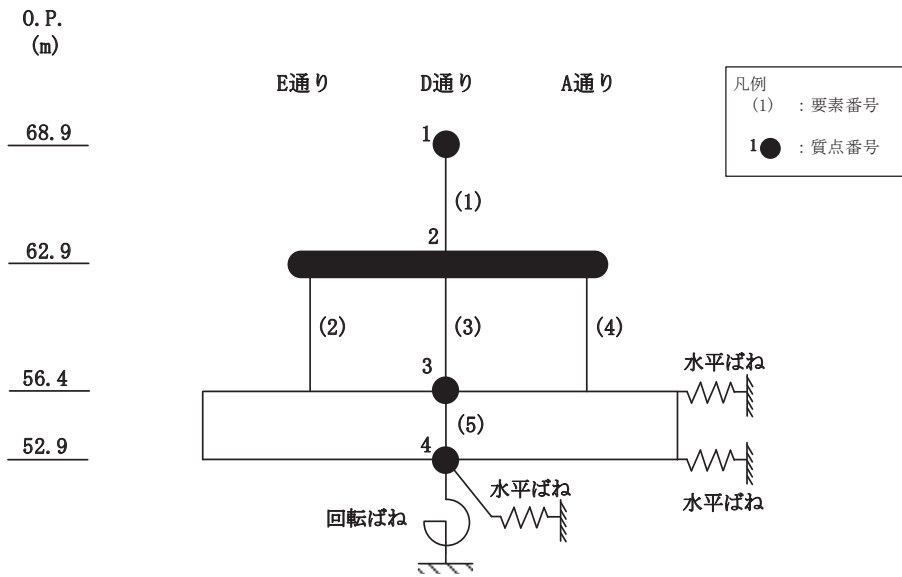 O.P.
(m)
E通り D通り A通り
凡例
(1) : 要素番号
1 : 質点番号
68.9
1
(1)
2
62.9
(2) (3) (4)
3
水平ばね
56.4
(5)
4
52.9
水平ばね
水平ばね
回転ばね